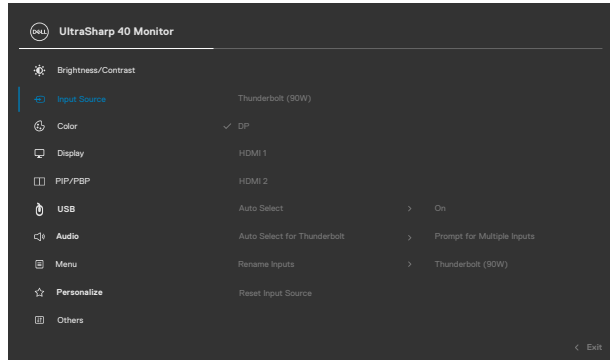 DELL UltraSharp 40 Monitor
Brightness/Contrast
Input Source Thunderbolt (90W)
Color DP
Display HDMI 1
PIP/PBP HDMI 2
USB Auto Select > On
Audio Auto Select for Thunderbolt > Prompt for Multiple Inputs
Menu Rename Inputs > Thunderbolt (90W)
Personalize Reset Input Source
Others
< Exit